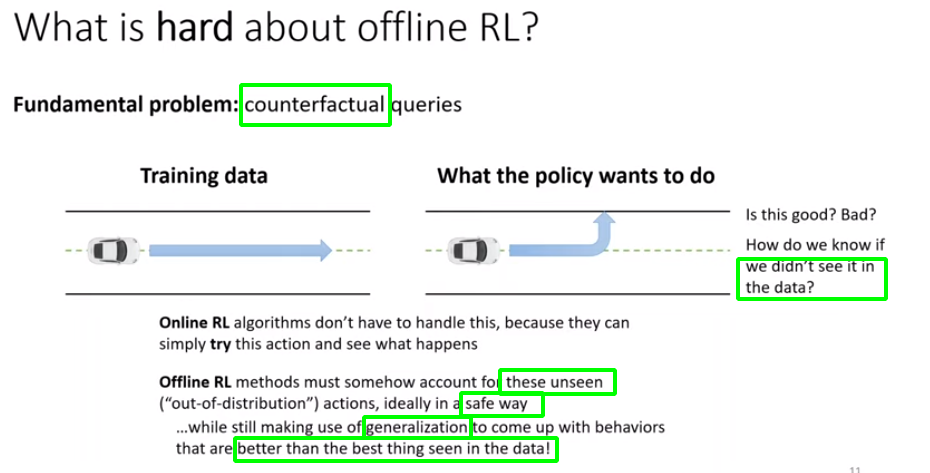 What is hard about offline RL?
Fundamental problem: counterfactual queries
Training data
What the policy wants to do
Is this good? Bad?
How do we know if
we didn't see it in
the data?
Online RL algorithms don't have to handle this, because they can
simply try this action and see what happens
Offline RL methods must somehow account for these unseen
("out-of-distribution") actions, ideally in a safe way
...while still making use of generalization to come up with behaviors
that are better than the best thing seen in the data!
11